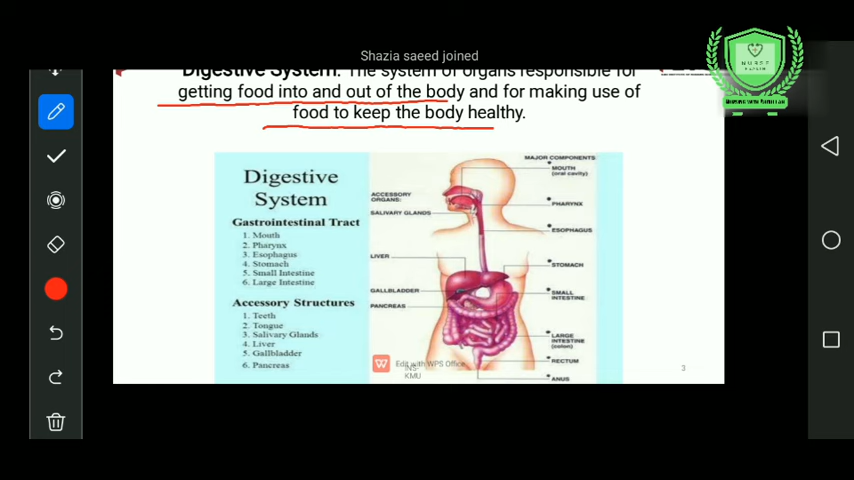 Shazia saeed joined
Digestive System: The system of organs responsible for
getting food into and out of the body and for making use of
food to keep the body healthy.
NURSE
Digestive
System
Gastrointestinal Tract
1. Mouth
2. Pharynx
3. Esophagus
4. Stomach
5. Small Intestine
6. Large Intestine
Accessory Structures
1. Teeth
2. Tongue
3. Salivary Glands
4. Liver
5. Gallbladder
6. Pancreas
ACCESSORY
ORGANS:
SALIVARY GLANDS
LIVER
GALLBLADDER
PANCREAS
MAJOR COMPONENTS
MOUTH
(oral cavity)
PHARYNX
ESOPHAGUS
STOMACH
SMALL
INTESTINE
LARGE
INTESTINE
(colon)
RECTUM
ANUS
Edit with WPS Office
INS-
KMU
3